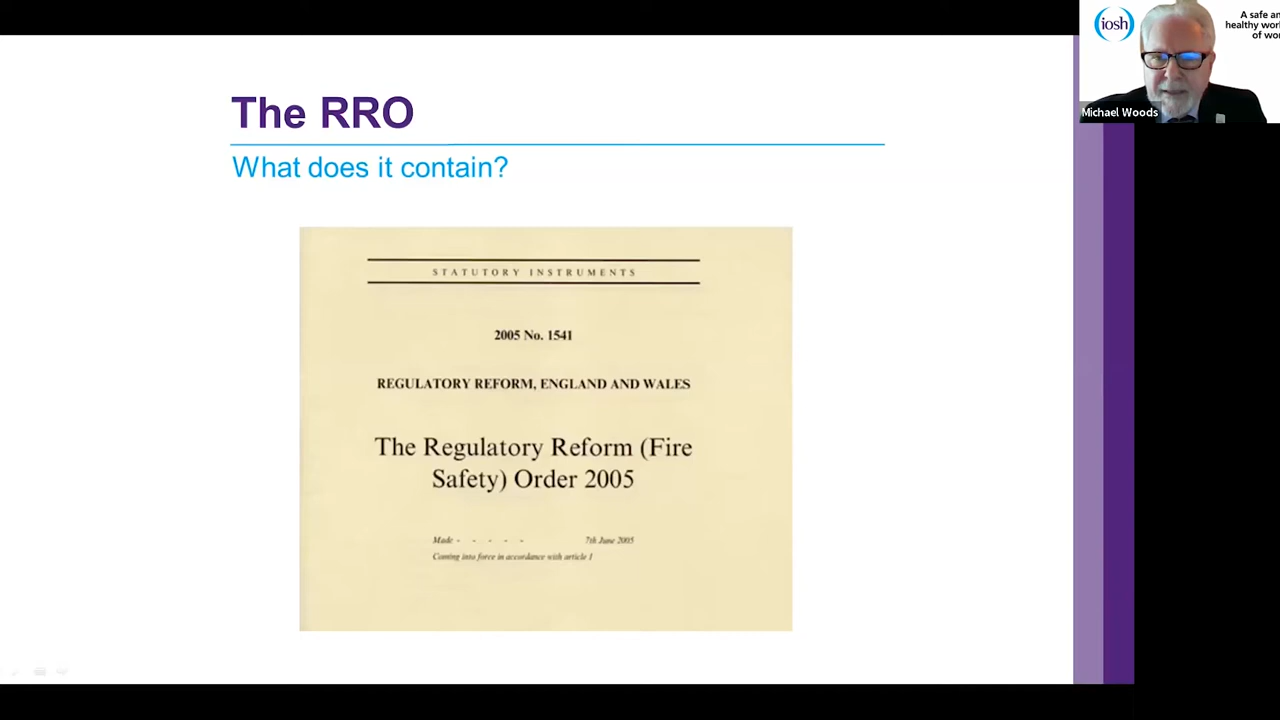 The RRO
What does it contain?
STATUTORY INSTRUMENTS
2005 No. 1541
REGULATORY REFORM, ENGLAND AND WALES
The Regulatory Reform (Fire
Safety) Order 2005
Made - - - - - 7th June 2005
Coming into force in accordance with article 1
iosh
A safe an
healthy worl
of wor
Michael Woods